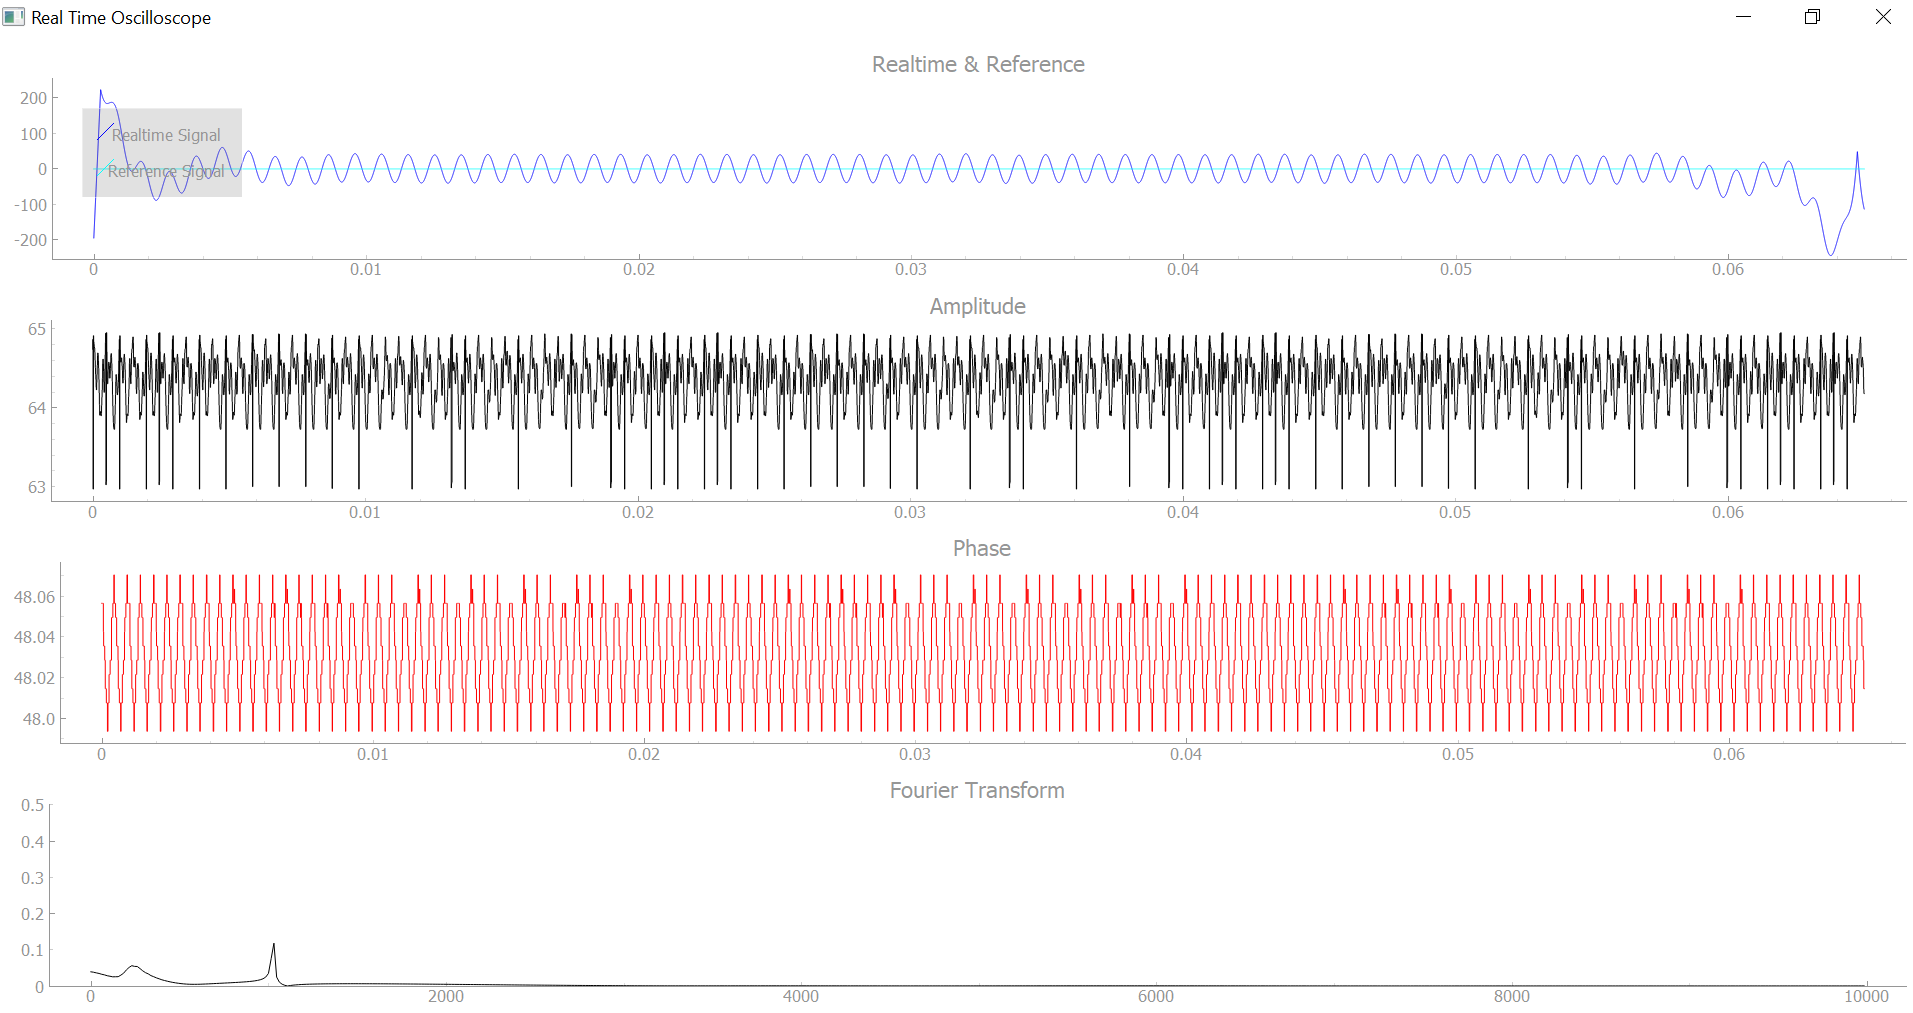 Real Time Oscilloscope
Realtime & Reference
200
100
0
-100
-200
Realtime Signal
Reference Signal
0 0.01 0.02 0.03 0.04 0.05 0.06
Amplitude
65
64
63
0 0.01 0.02 0.03 0.04 0.05 0.06
Phase
48.06
48.04
48.02
48.0
0 0.01 0.02 0.03 0.04 0.05 0.06
Fourier Transform
0.5
0.4
0.3
0.2
0.1
0
0 2000 4000 6000 8000 10000